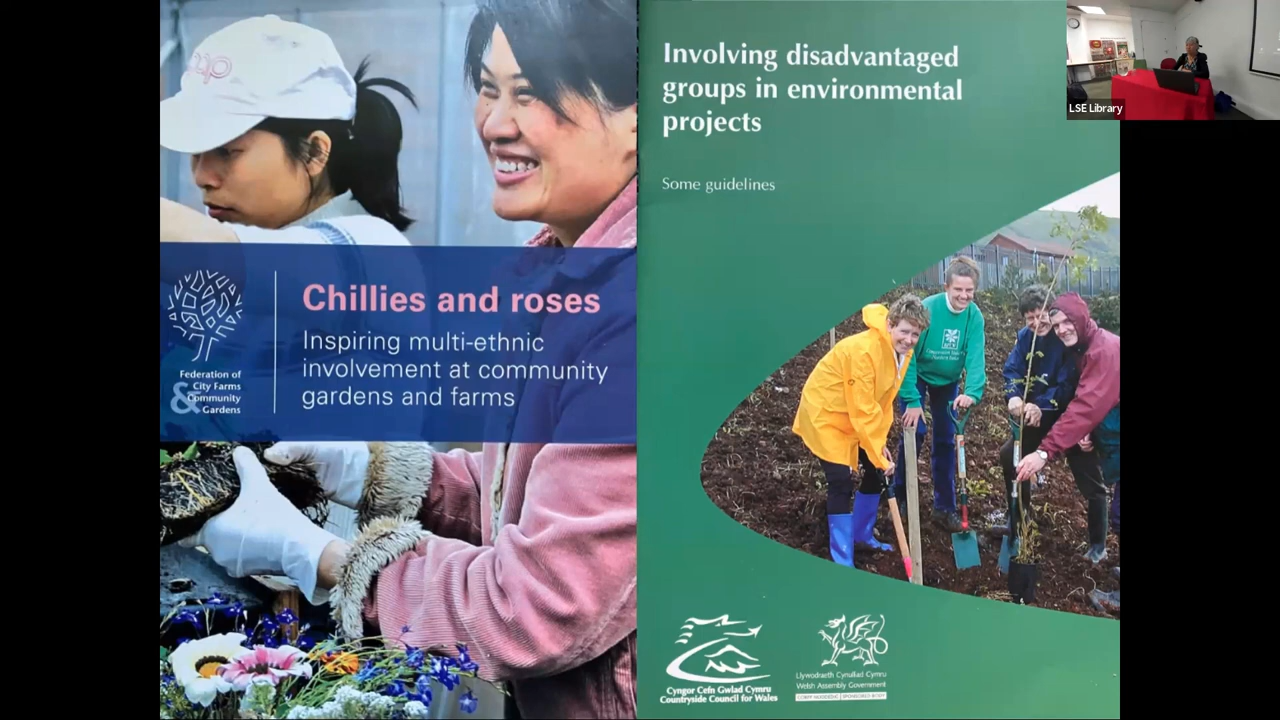 up
Federation of
City Farms
&
Community
Gardens
Chillies and roses
Inspiring multi-ethnic
involvement at community
gardens and farms
Involving disadvantaged
groups in environmental
projects
Some guidelines
Cyngor Cefn Gwlad Cymru
Countryside Council for Wales
Llywodraeth Cynulliad Cymru
Welsh Assembly Government
LSE Library